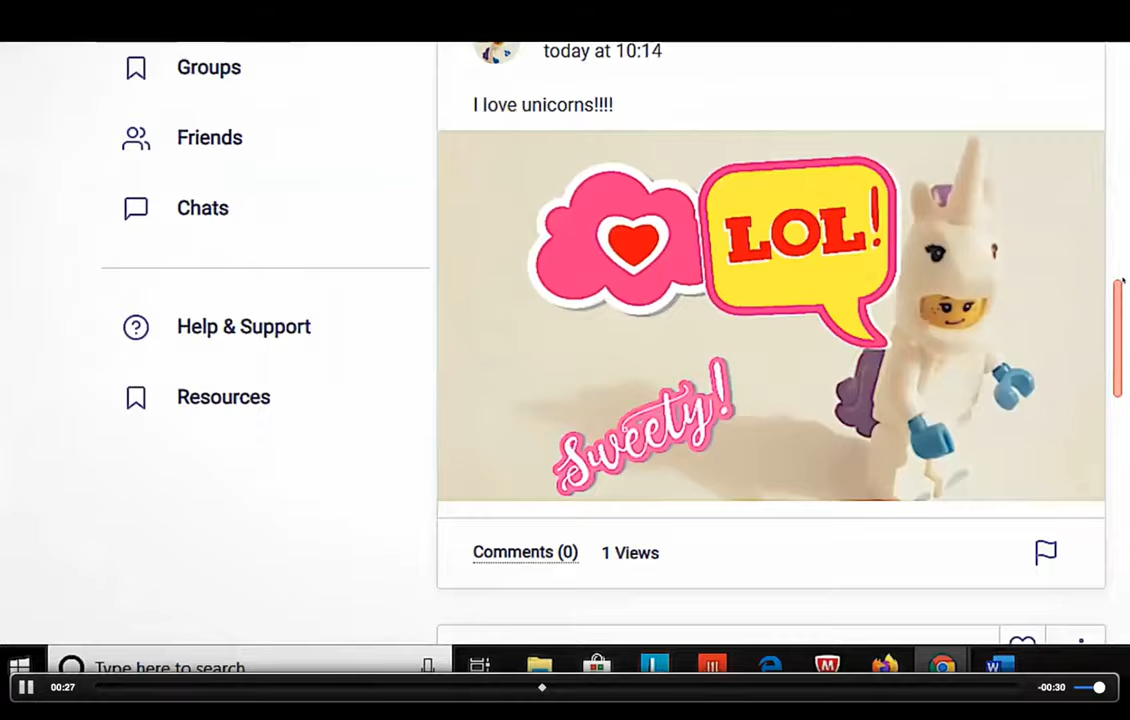 today at 10:14
Groups
I love unicorns!!!!
Friends
LOL!
Chats
Help & Support
Resources
Sweety!
Comments (0) 1 Views
Type here to search
L
W
00:27
-00:30